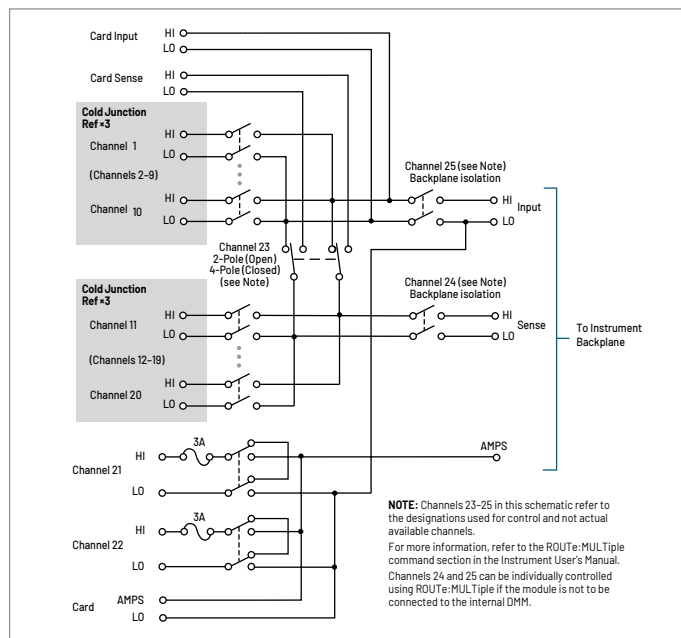 Card Input HI
LO
Card Sense HI
LO
Cold Junction
Ref ×3
HI
Channel 1
LO
(Channels 2–9)
HI
Channel 10
LO
Channel 25 (see Note)
Backplane isolation
HI
Input
LO
Channel 23
2-Pole (Open)
4-Pole (Closed)
(see Note)
Cold Junction
Ref ×3
HI
Channel 11
LO
(Channels 12–19)
HI
Channel 20
LO
Channel 24 (see Note)
Backplane isolation
HI
Sense
LO
To Instrument
Backplane
AMPS
3A
HI
Channel 21
LO
3A
HI
Channel 22
LO
Card AMPS
LO
NOTE: Channels 23–25 in this schematic refer to
the designations used for control and not actual
available channels.
For more information, refer to the ROUTe:MULTiple
command section in the Instrument User's Manual.
Channels 24 and 25 can be individually controlled
using ROUTe:MULTiple if the module is not to be
connected to the internal DMM.